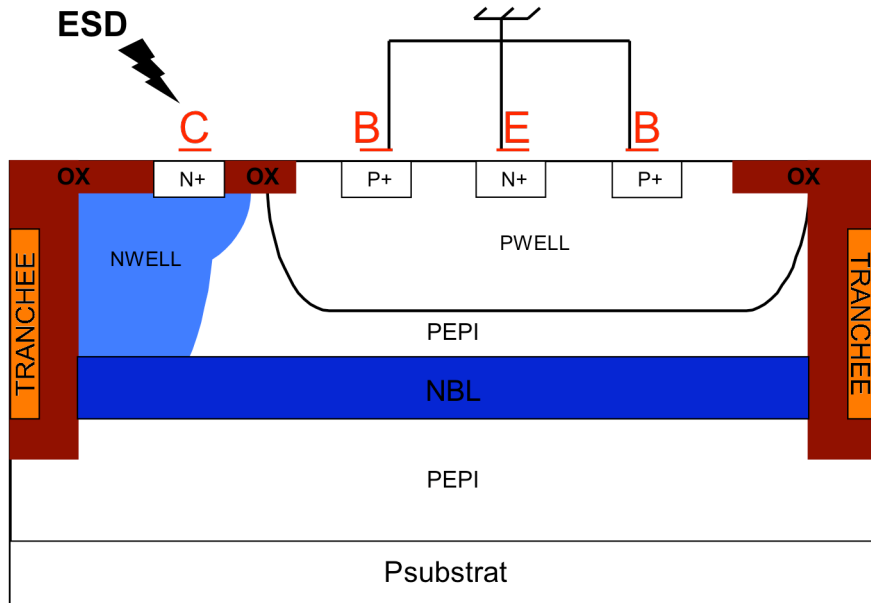 ESD
C
B
E
B
OX
N+
OX
P+
N+
P+
OX
NWELL
PWELL
TRANCHEE
TRANCHEE
PEPI
NBL
PEPI
Psubstrat